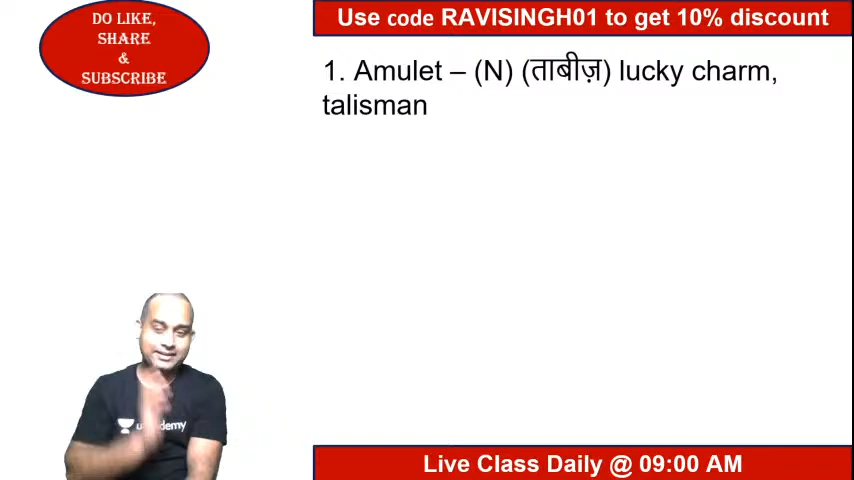 DO LIKE,
SHARE
&
SUBSCRIBE
Use code RAVISINGH01 to get 10% discount
1. Amulet – (N) (ताबीज़) lucky charm,
talisman
Live Class Daily @ 09:00 AM